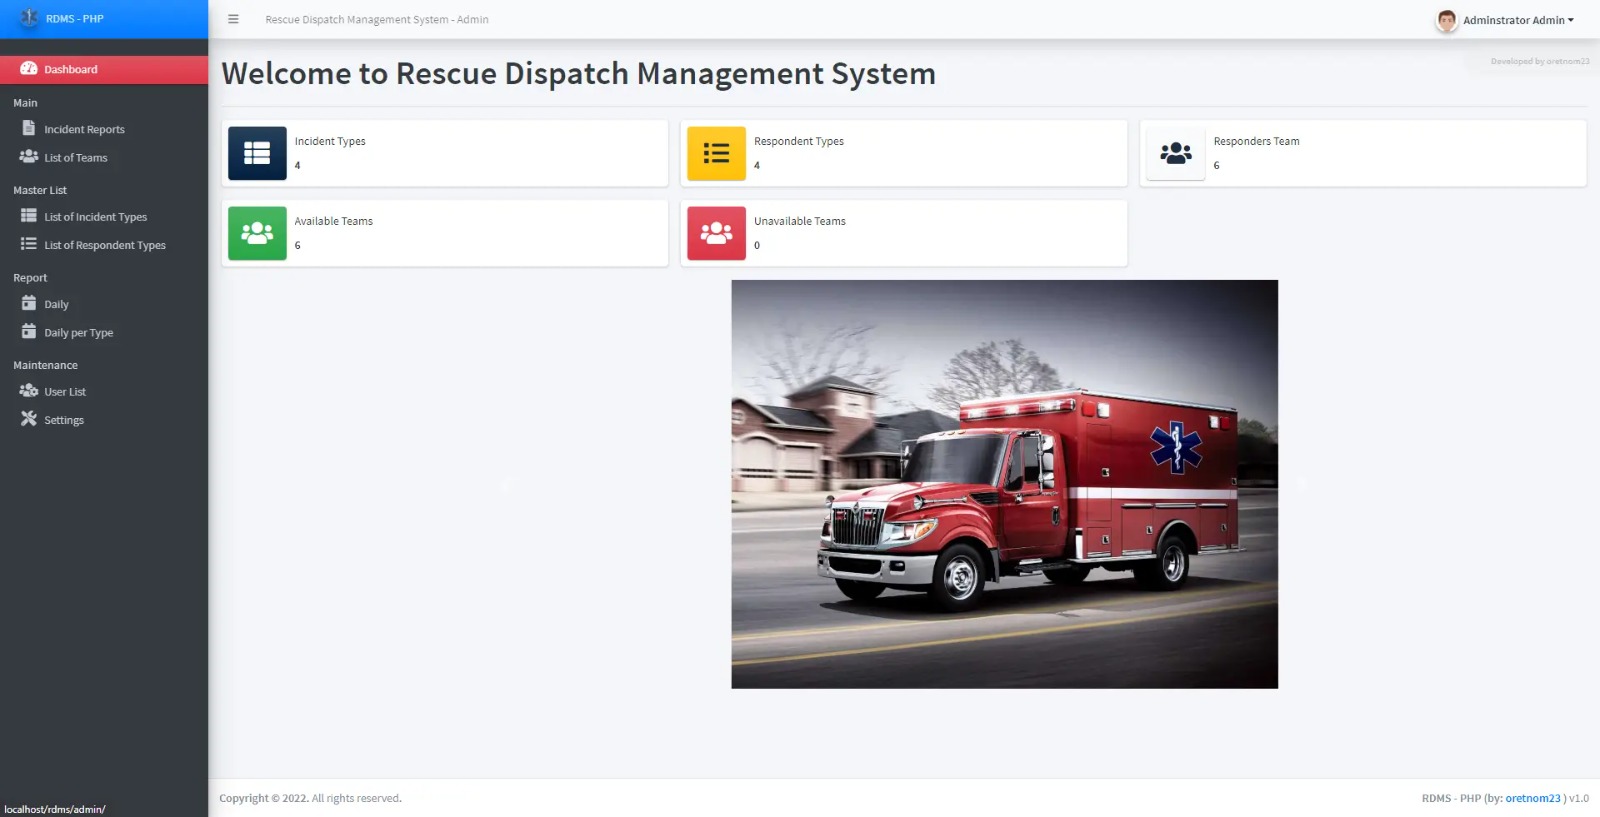 RDMS - PHP
Rescue Dispatch Management System - Admin
Adminstrator Admin
Dashboard
Main
Incident Reports
List of Teams
Master List
List of Incident Types
List of Respondent Types
Report
Daily
Daily per Type
Maintenance
User List
Settings
Developed by oretnom23
Welcome to Rescue Dispatch Management System
Incident Types
4
Respondent Types
4
Responders Team
6
Available Teams
6
Unavailable Teams
0
Copyright © 2022. All rights reserved.
RDMS - PHP (by: oretnom23 ) v1.0
localhost/rdms/admin/